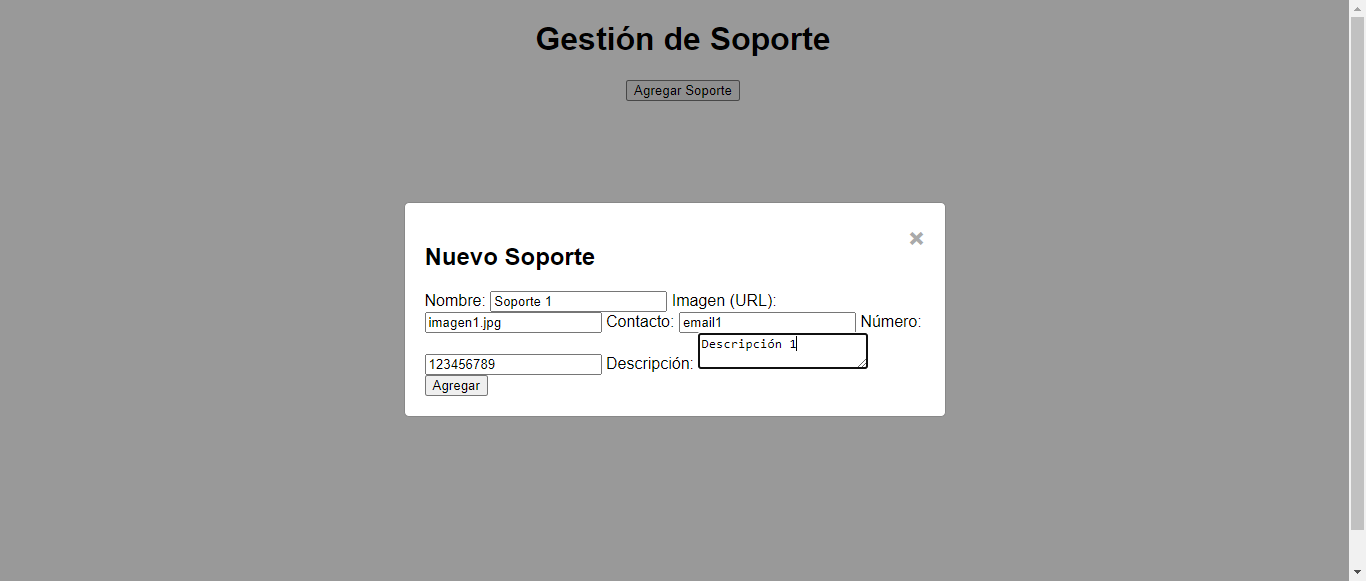 Gestión de Soporte
Agregar Soporte
×
Nuevo Soporte
Nombre: Soporte 1 Imagen (URL):
imagen1.jpg Contacto: email1 Número:
123456789 Descripción: Descripción 1
Agregar